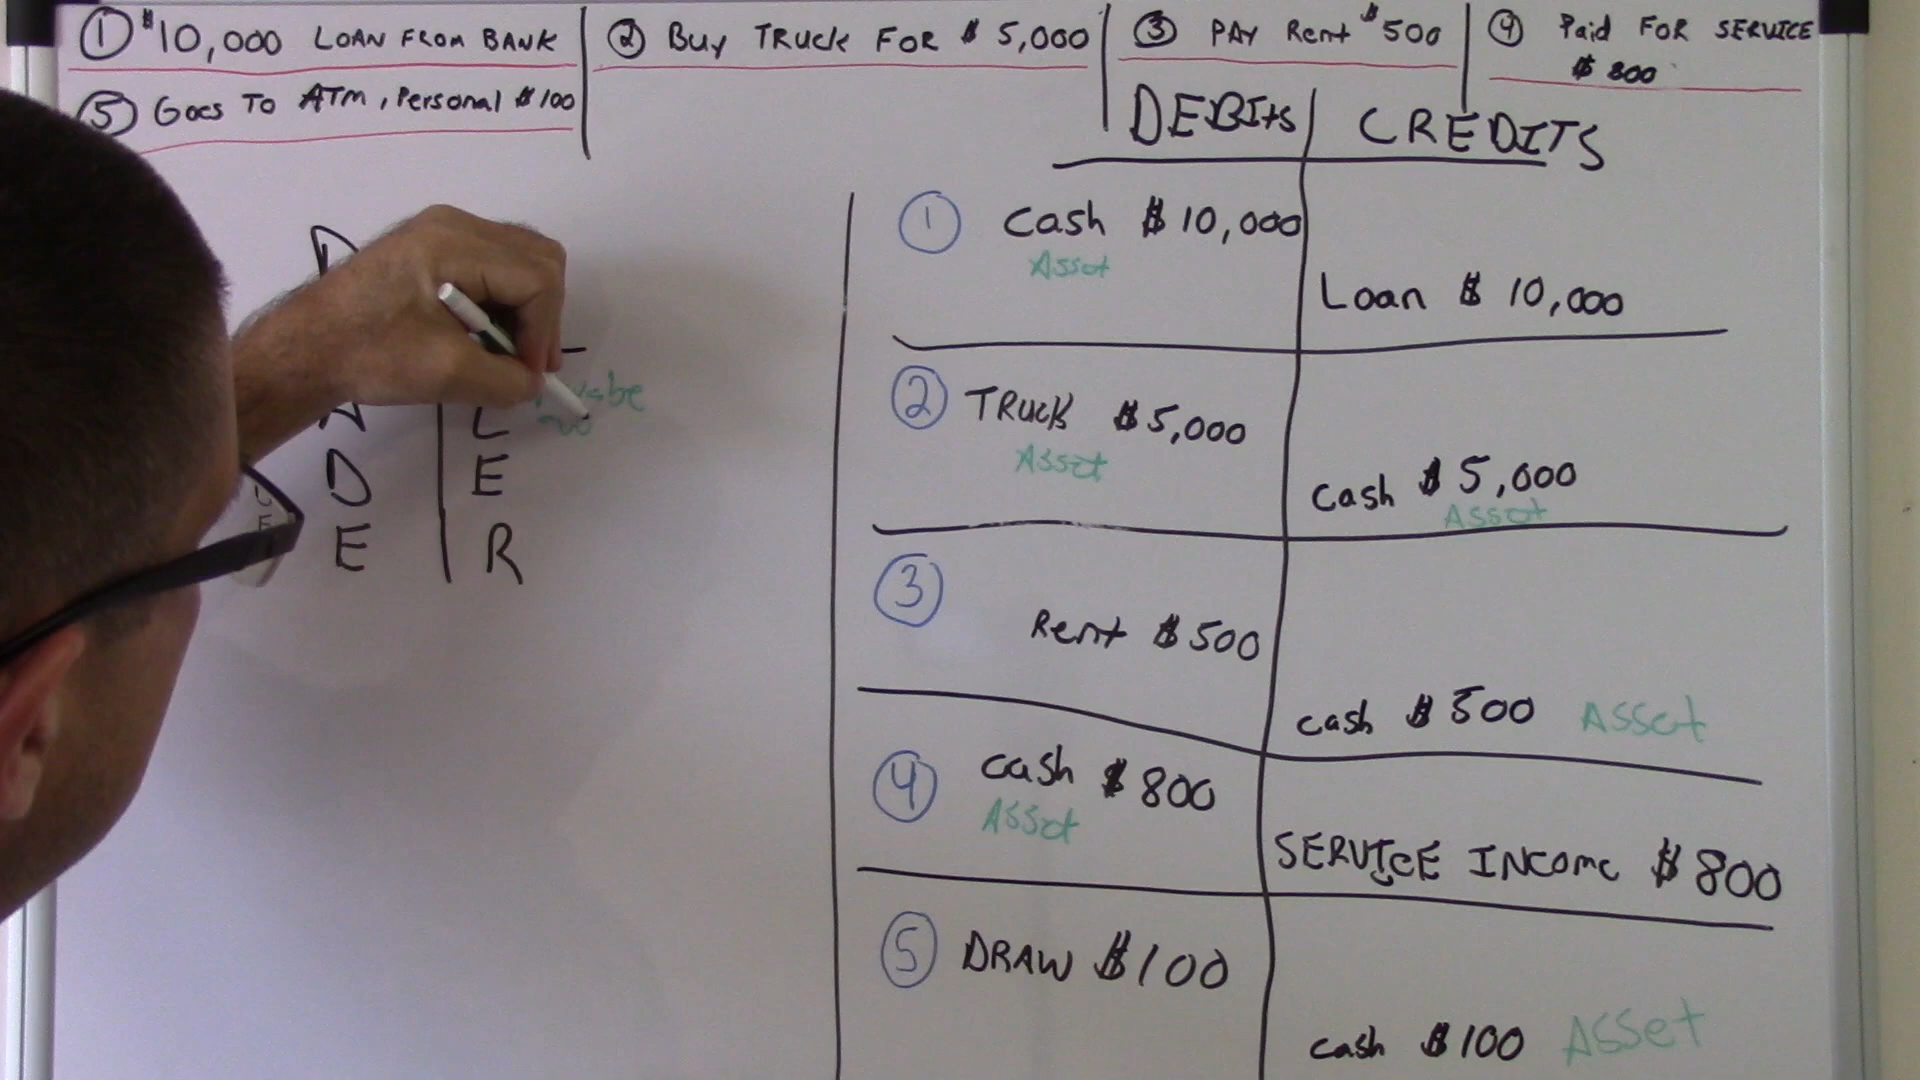 ① $10,000 LOAN FROM BANK
② Buy TRUCK FOR $ 5,000
③ PAY Rent $500
④ Paid FOR SERVICE
$ 800
⑤ Goes To ATM, Personal $100
DEBITS
CREDITS
① Cash $ 10,000
Asset
Loan $ 10,000
② TRUCK $5,000
Asset
Cash $ 5,000
Asset
③
Rent $500
cash $ 500 Asset
④ cash $ 800
Asset
SERVICE INCOME $ 800
⑤ DRAW $100
cash $100 Asset
D
L
D
E
E
R